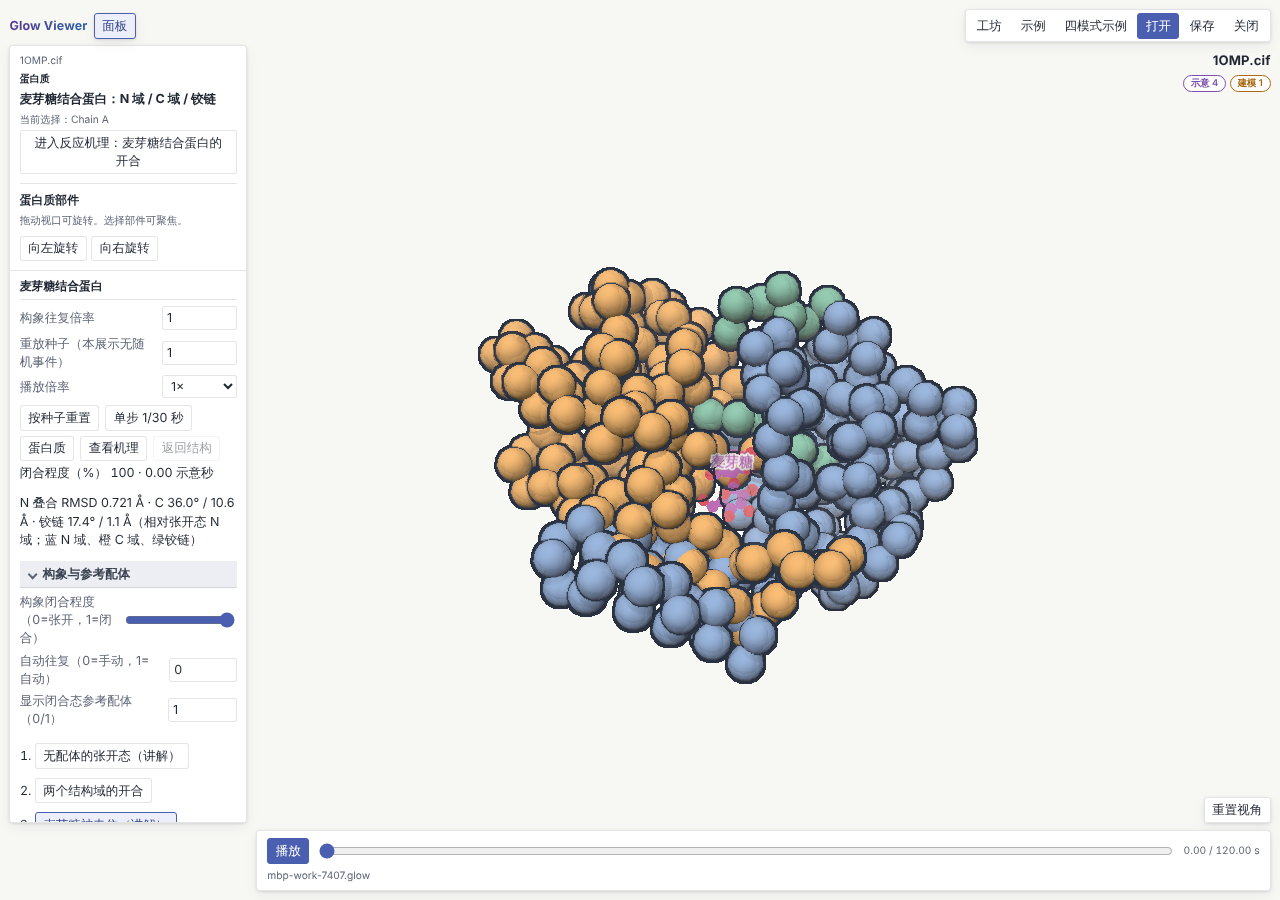 Glow Viewer 面板
工坊 示例 四模式示例 打开 保存 关闭
1OMP.cif
示意 4 建模 1
1OMP.cif
蛋白质
麦芽糖结合蛋白：N 域 / C 域 / 铰链
当前选择：Chain A
进入反应机理：麦芽糖结合蛋白的
开合
蛋白质部件
拖动视口可旋转。选择部件可聚焦。
向左旋转 向右旋转
麦芽糖结合蛋白
构象往复倍率 1
重放种子（本展示无随
机事件） 1
播放倍率 1×
按种子重置 单步 1/30 秒
蛋白质 查看机理 返回结构
闭合程度（%） 100 · 0.00 示意秒
N 叠合 RMSD 0.721 Å · C 36.0° / 10.6
Å · 铰链 17.4° / 1.1 Å（相对张开态 N
域；蓝 N 域、橙 C 域、绿铰链）
构象与参考配体
构象闭合程度
（0=张开，1=闭
合）
自动往复（0=手动，1=
自动） 0
显示闭合态参考配体
（0/1） 1
1. 无配体的张开态（讲解）
2. 两个结构域的开合
麦芽糖
重置视角
播放 0.00 / 120.00 s
mbp-work-7407.glow